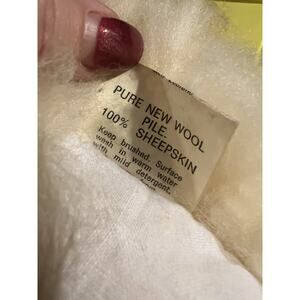 PURE NEW WOOL
PILE.
100% SHEEPSKIN
Keep brushed. Surface
wash in warm water
with mild detergent.